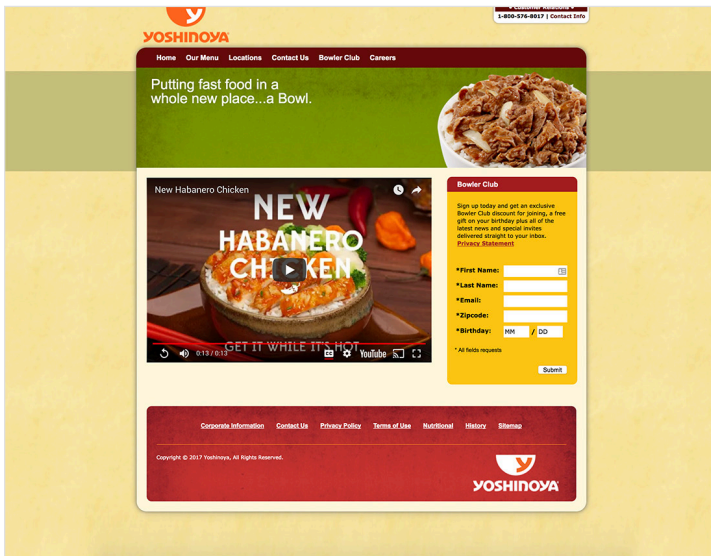 YOSHINOYA
Customer Relations
1-800-576-8017 | Contact Info
Home Our Menu Locations Contact Us Bowler Club Careers
Putting fast food in a
whole new place...a Bowl.
New Habanero Chicken
NEW
HABANERO
CHICKEN
GET IT WHILE IT'S HOT
0:13 / 0:13
CC
YouTube
Bowler Club
Sign up today and get an exclusive
Bowler Club discount for joining, a free
gift on your birthday plus all of the
latest news and special invites
delivered straight to your inbox.
Privacy Statement
*First Name:
*Last Name:
*Email:
*Zipcode:
*Birthday: MM / DD
* All fields requests
Submit
Corporate Information Contact Us Privacy Policy Terms of Use Nutritional History Sitemap
Copyright © 2017 Yoshinoya, All Rights Reserved.
YOSHINOYA